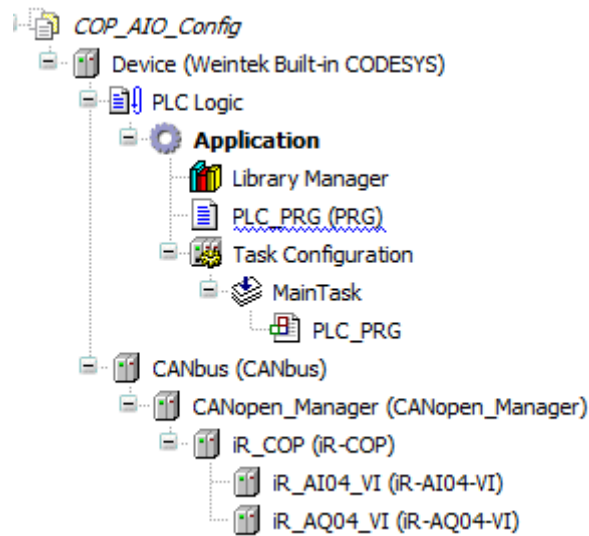 COP_AIO_Config
Device (Weintek Built-in CODESYS)
PLC Logic
Application
Library Manager
PLC_PRG (PRG)
Task Configuration
MainTask
PLC_PRG
CANbus (CANbus)
CANopen_Manager (CANopen_Manager)
iR_COP (iR-COP)
iR_AI04_VI (iR-AI04-VI)
iR_AQ04_VI (iR-AQ04-VI)